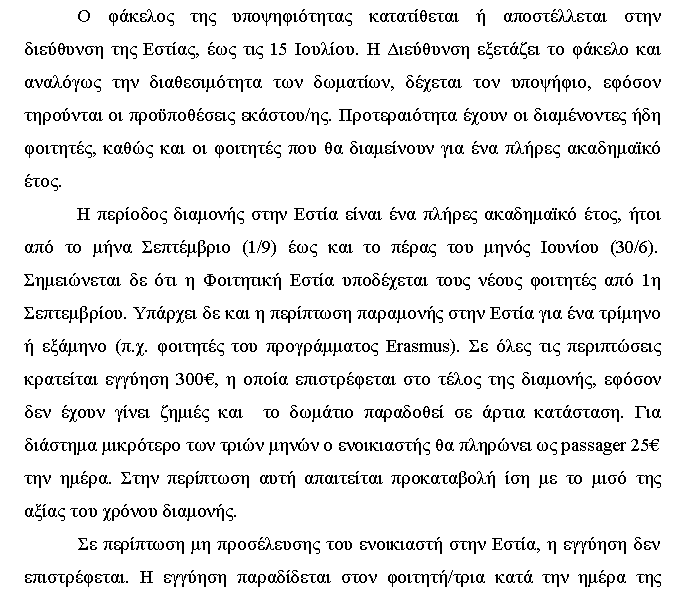 Ο φάκελος της υποψηφιότητας κατατίθεται ή αποστέλλεται στην
διεύθυνση της Εστίας, έως τις 15 Ιουλίου. Η Διεύθυνση εξετάζει το φάκελο και
αναλόγως την διαθεσιμότητα των δωματίων, δέχεται τον υποψήφιο, εφόσον
τηρούνται οι προϋποθέσεις εκάστου/ης. Προτεραιότητα έχουν οι διαμένοντες ήδη
φοιτητές, καθώς και οι φοιτητές που θα διαμείνουν για ένα πλήρες ακαδημαϊκό
έτος.
Η περίοδος διαμονής στην Εστία είναι ένα πλήρες ακαδημαϊκό έτος, ήτοι
από το μήνα Σεπτέμβριο (1/9) έως και το πέρας του μηνός Ιουνίου (30/6).
Σημειώνεται δε ότι η Φοιτητική Εστία υποδέχεται τους νέους φοιτητές από 1η
Σεπτεμβρίου. Υπάρχει δε και η περίπτωση παραμονής στην Εστία για ένα τρίμηνο
ή εξάμηνο (π.χ. φοιτητές του προγράμματος Erasmus). Σε όλες τις περιπτώσεις
κρατείται εγγύηση 300€, η οποία επιστρέφεται στο τέλος της διαμονής, εφόσον
δεν έχουν γίνει ζημιές και το δωμάτιο παραδοθεί σε άρτια κατάσταση. Για
διάστημα μικρότερο των τριών μηνών ο ενοικιαστής θα πληρώνει ως passager 25€
την ημέρα. Στην περίπτωση αυτή απαιτείται προκαταβολή ίση με το μισό της
αξίας του χρόνου διαμονής.
Σε περίπτωση μη προσέλευσης του ενοικιαστή στην Εστία, η εγγύηση δεν
επιστρέφεται. Η εγγύηση παραδίδεται στον φοιτητή/τρια κατά την ημέρα της